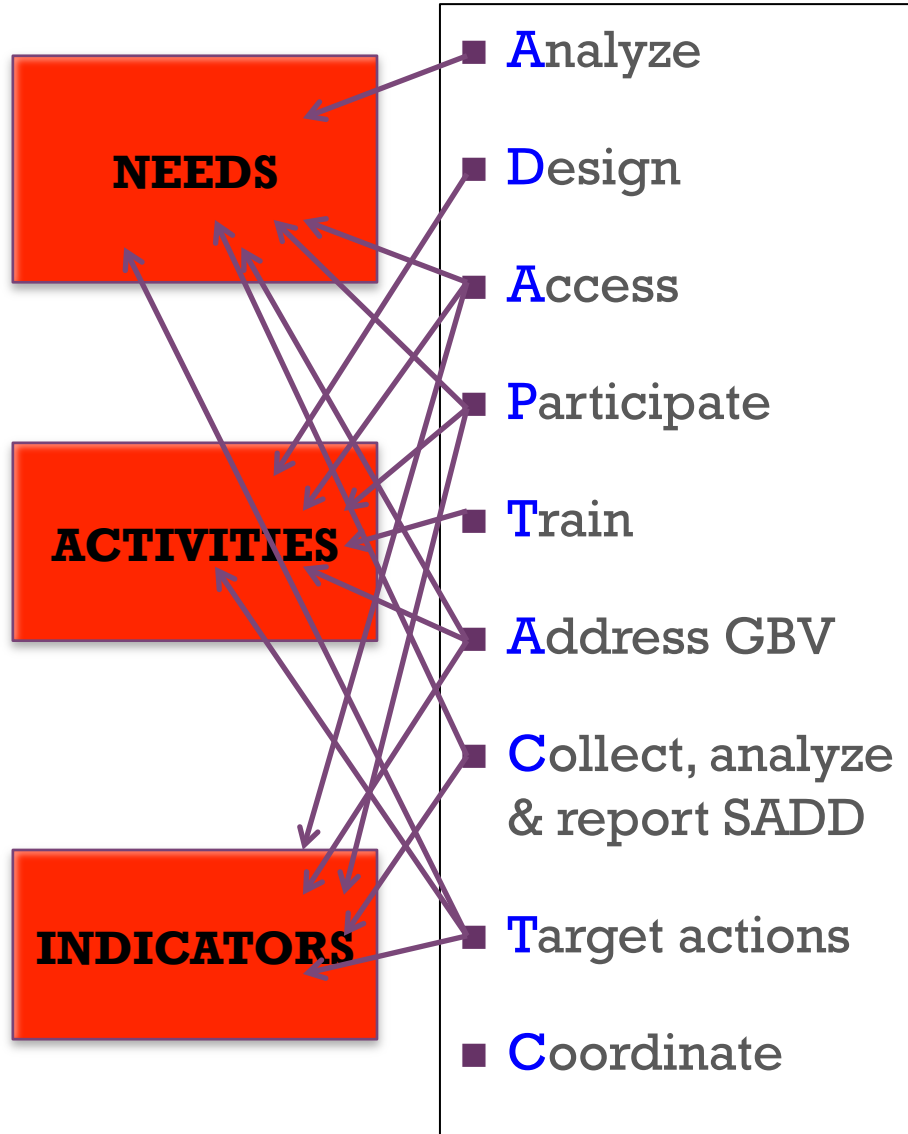 NEEDS
ACTIVITIES
INDICATORS
Analyze
Design
Access
Participate
Train
Address GBV
Collect, analyze
& report SADD
Target actions
Coordinate